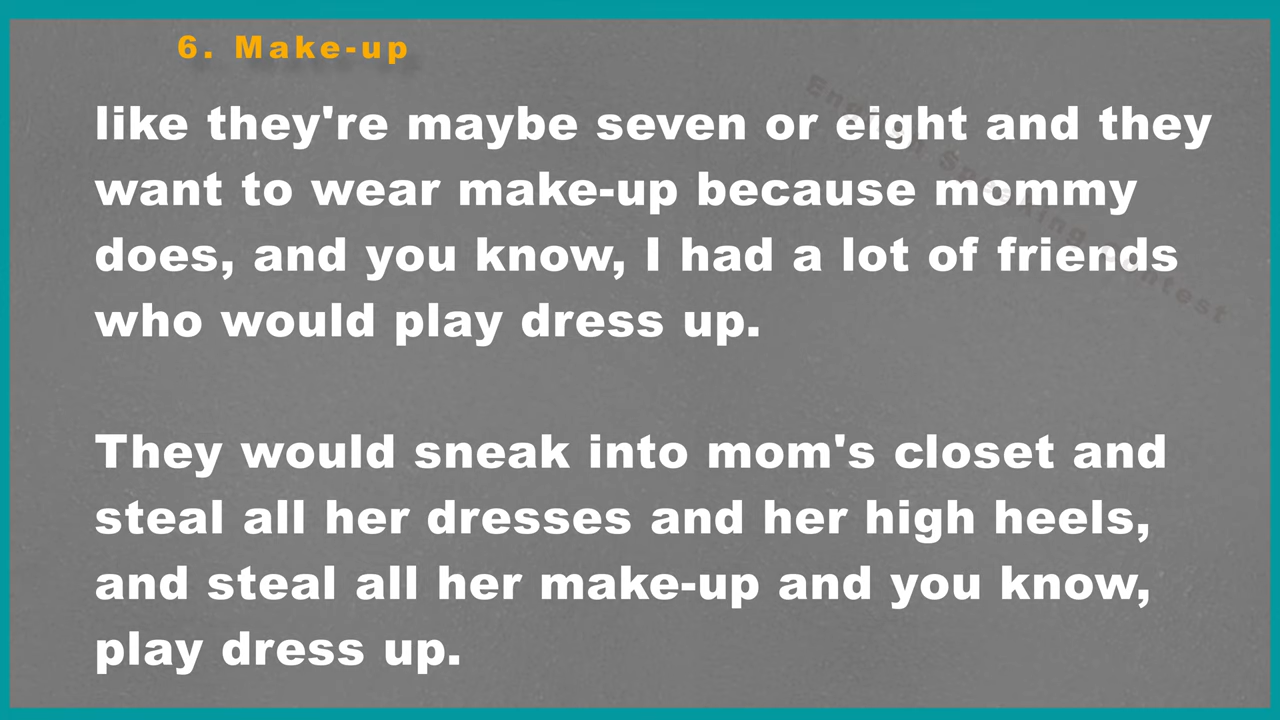 6. Make-up
like they're maybe seven or eight and they
want to wear make-up because mommy
does, and you know, I had a lot of friends
who would play dress up.
They would sneak into mom's closet and
steal all her dresses and her high heels,
and steal all her make-up and you know,
play dress up.
English Speaking Contest